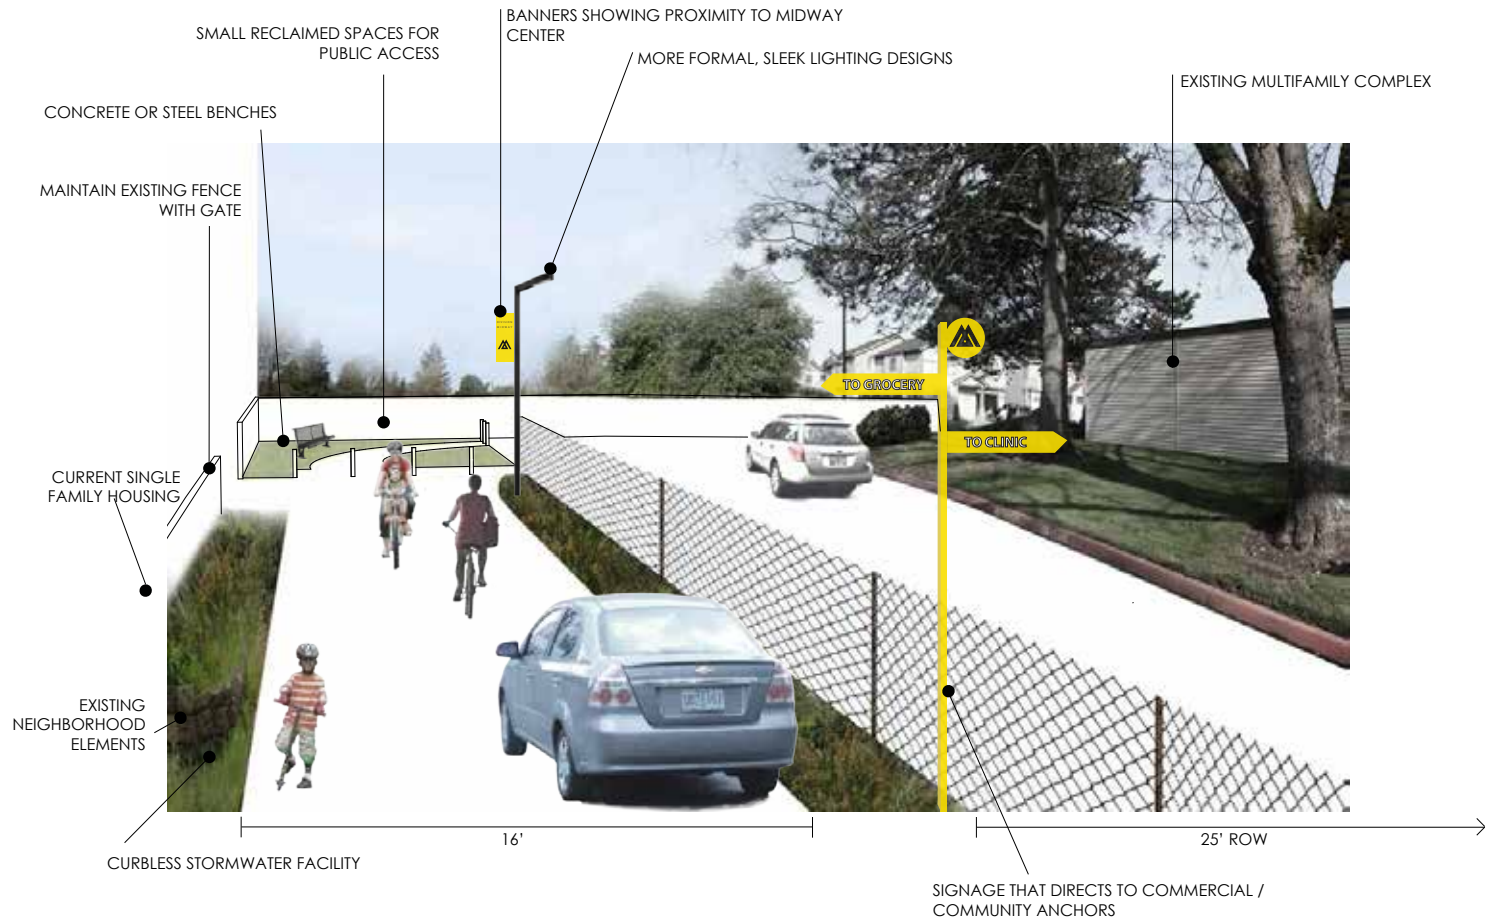 BANNERS SHOWING PROXIMITY TO MIDWAY
CENTER
SMALL RECLAIMED SPACES FOR
PUBLIC ACCESS
MORE FORMAL, SLEEK LIGHTING DESIGNS
EXISTING MULTIFAMILY COMPLEX
CONCRETE OR STEEL BENCHES
MAINTAIN EXISTING FENCE
WITH GATE
TO GROCERY
TO CLINIC
CURRENT SINGLE
FAMILY HOUSING
EXISTING
NEIGHBORHOOD
ELEMENTS
16'
25' ROW
CURBLESS STORMWATER FACILITY
SIGNAGE THAT DIRECTS TO COMMERCIAL /
COMMUNITY ANCHORS